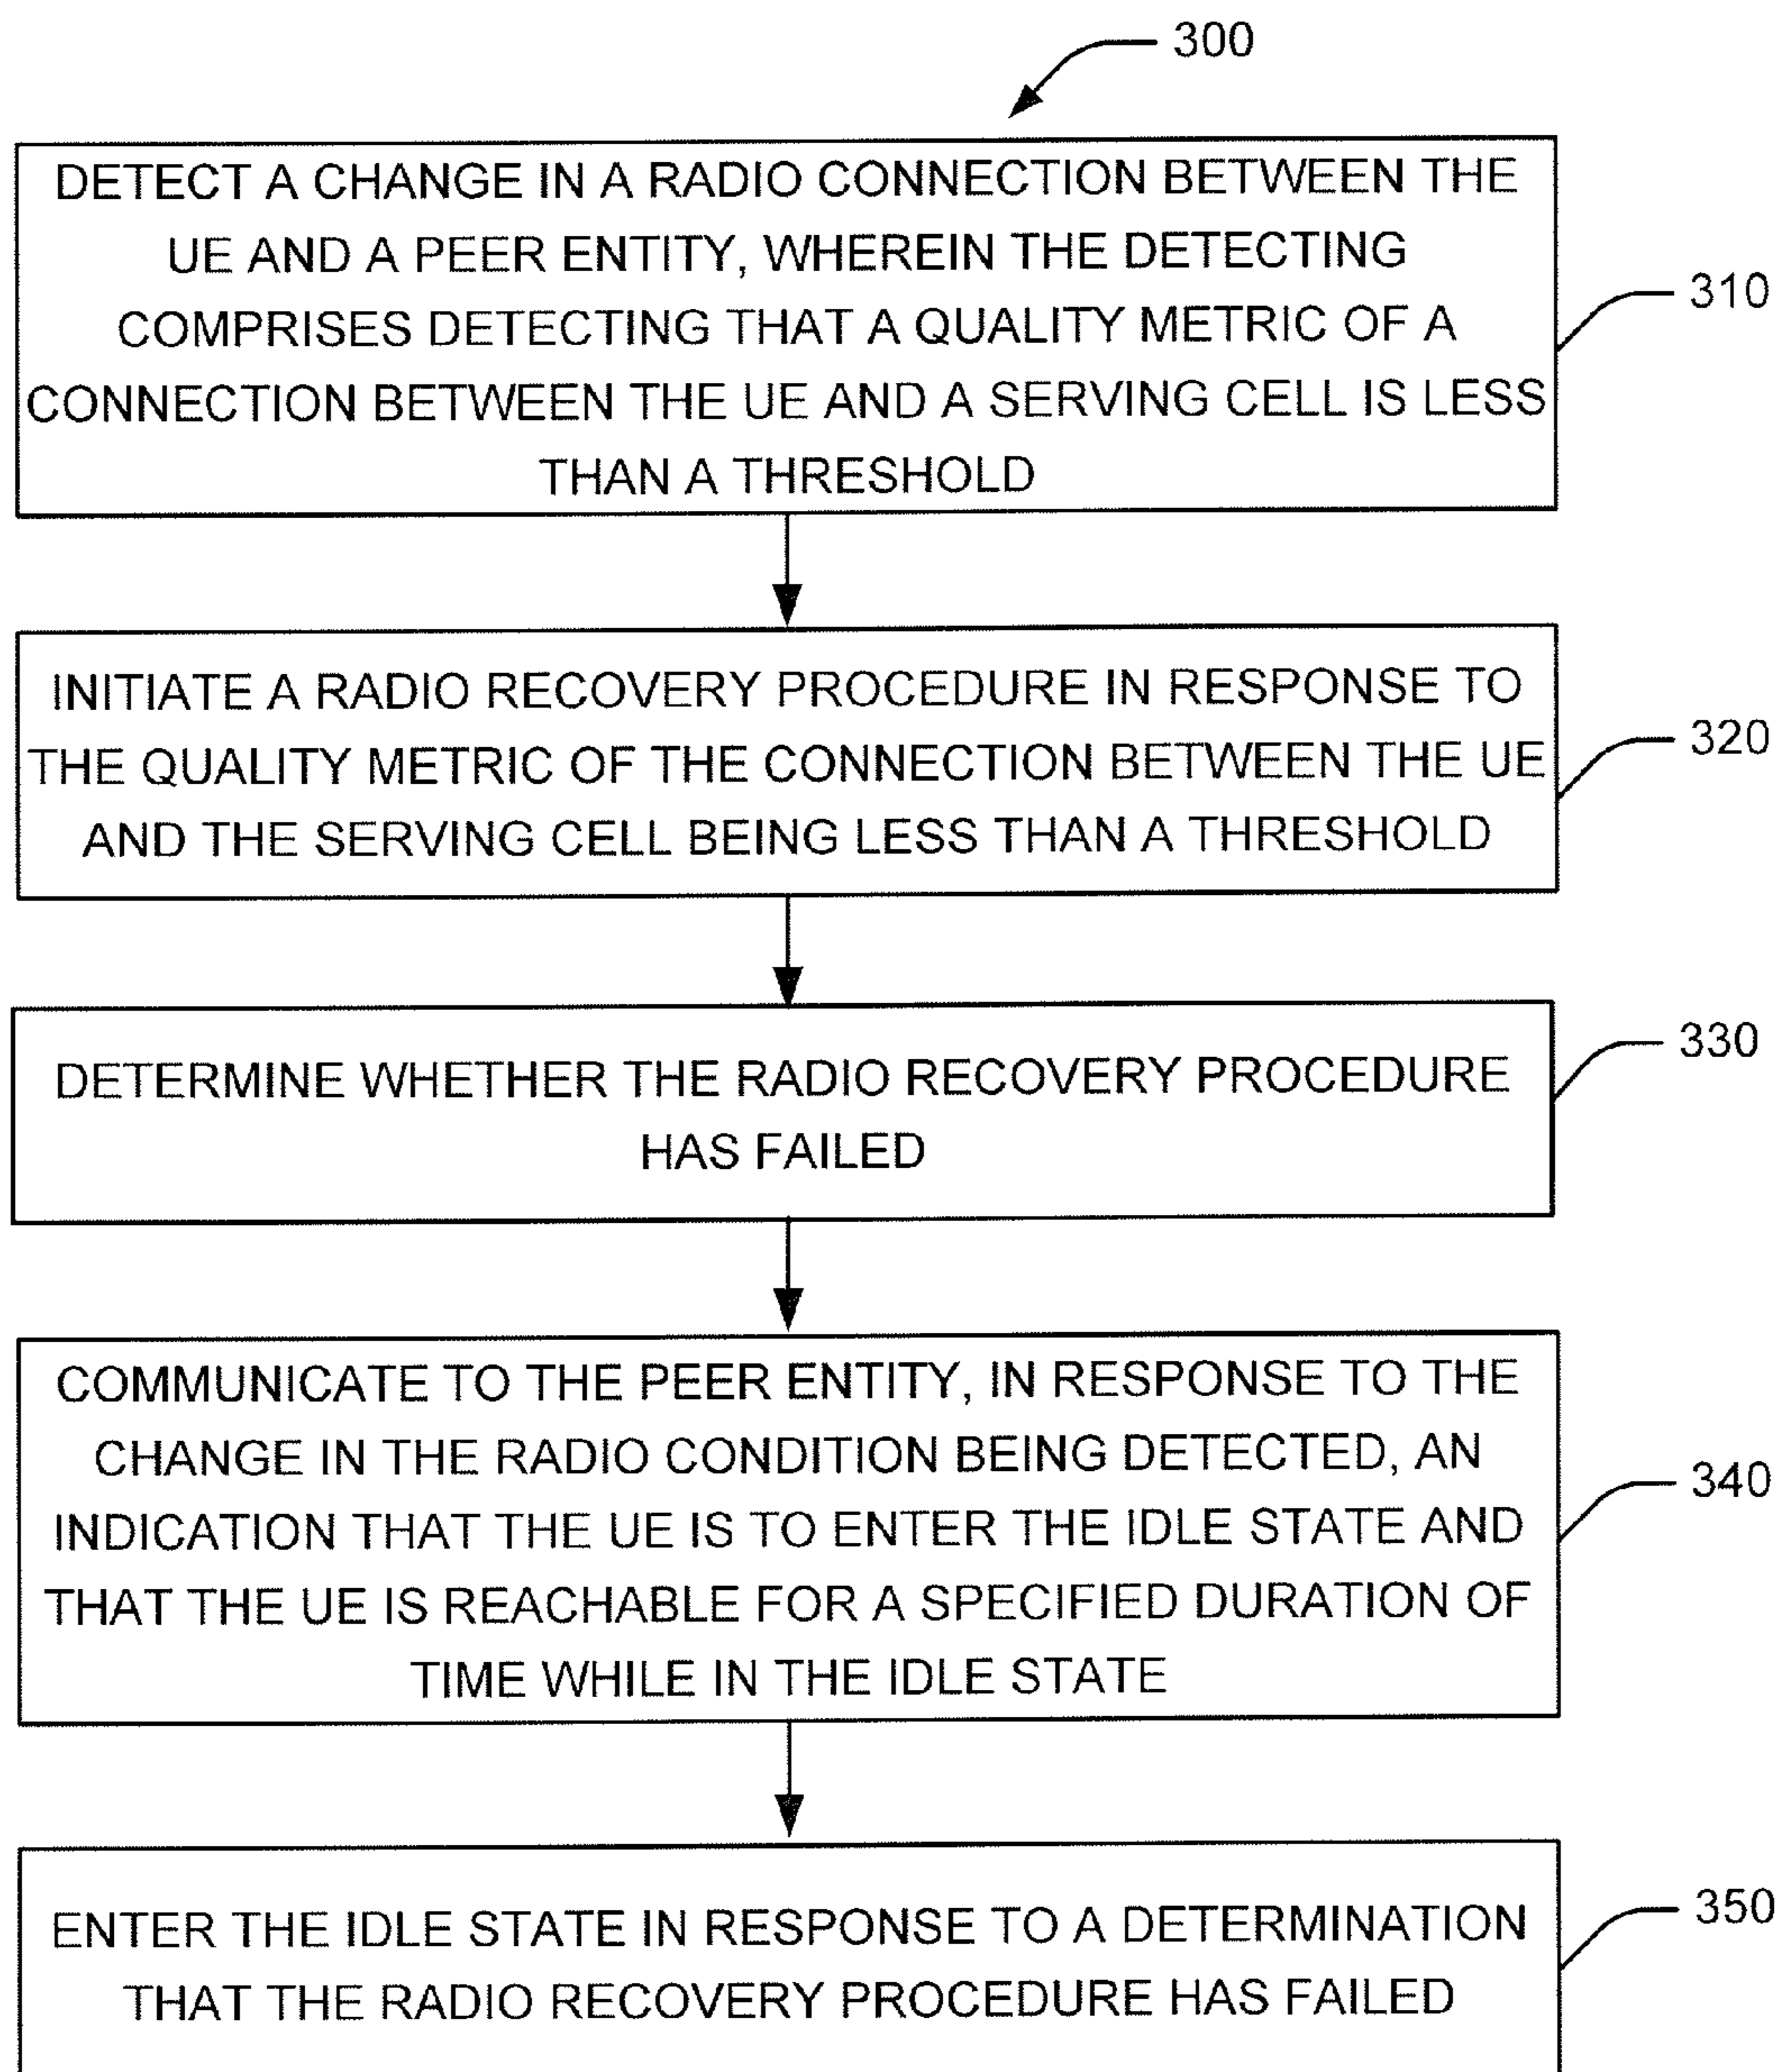 300
DETECT A CHANGE IN A RADIO CONNECTION BETWEEN THE
UE AND A PEER ENTITY, WHEREIN THE DETECTING
COMPRISES DETECTING THAT A QUALITY METRIC OF A
CONNECTION BETWEEN THE UE AND A SERVING CELL IS LESS
THAN A THRESHOLD
310
INITIATE A RADIO RECOVERY PROCEDURE IN RESPONSE TO
THE QUALITY METRIC OF THE CONNECTION BETWEEN THE UE
AND THE SERVING CELL BEING LESS THAN A THRESHOLD
320
DETERMINE WHETHER THE RADIO RECOVERY PROCEDURE
HAS FAILED
330
COMMUNICATE TO THE PEER ENTITY, IN RESPONSE TO THE
CHANGE IN THE RADIO CONDITION BEING DETECTED, AN
INDICATION THAT THE UE IS TO ENTER THE IDLE STATE AND
THAT THE UE IS REACHABLE FOR A SPECIFIED DURATION OF
TIME WHILE IN THE IDLE STATE
340
ENTER THE IDLE STATE IN RESPONSE TO A DETERMINATION
THAT THE RADIO RECOVERY PROCEDURE HAS FAILED
350